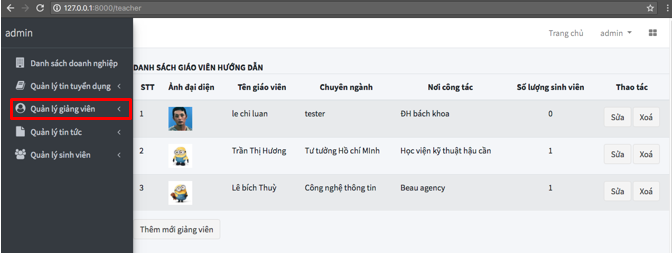 127.0.0.1:8000/teacher
admin
Trang chủ admin
Danh sách doanh nghiệp
Quản lý tin tuyển dụng
Quản lý giảng viên
Quản lý tin tức
Quản lý sinh viên
DANH SÁCH GIÁO VIÊN HƯỚNG DẪN
STT Ảnh đại diện Tên giáo viên Chuyên ngành Nơi công tác Số lượng sinh viên Thao tác
1 le chi luan tester ĐH bách khoa 0 Sửa Xoá
2 Trần Thị Hương Tư tưởng Hồ chí MInh Học viện kỹ thuật hậu cần 1 Sửa Xoá
3 Lê bích Thuỳ Công nghệ thông tin Beau agency 1 Sửa Xoá
Thêm mới giảng viên